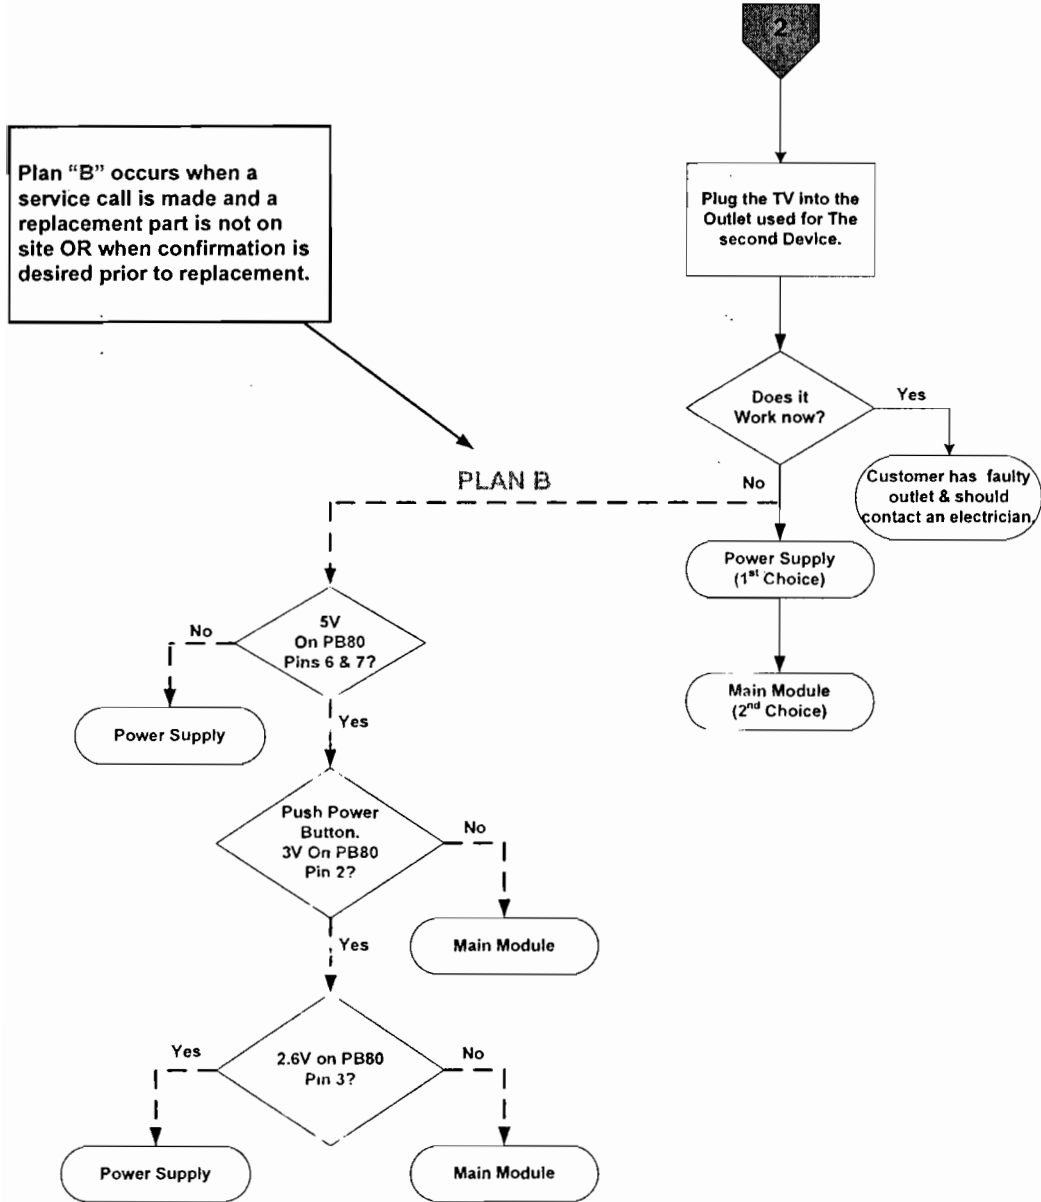 2
Plan “B” occurs when a
service call is made and a
replacement part is not on
site OR when confirmation is
desired prior to replacement.
Plug the TV into the
Outlet used for The
second Device.
Does it
Work now?
Yes
Customer has faulty
outlet & should
contact an electrician.
No
PLAN B
Power Supply
(1st Choice)
Main Module
(2nd Choice)
5V
On PB80
Pins 6 & 7?
No
Power Supply
Yes
Push Power
Button.
3V On PB80
Pin 2?
No
Main Module
Yes
2.6V on PB80
Pin 3?
Yes
Power Supply
No
Main Module